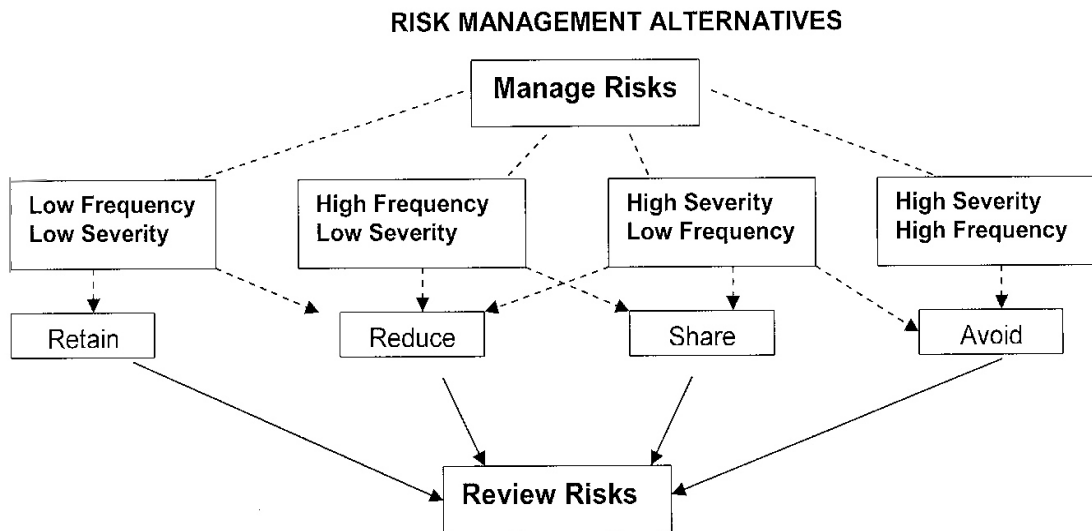 RISK MANAGEMENT ALTERNATIVES
Manage Risks
Low Frequency
Low Severity
High Frequency
Low Severity
High Severity
Low Frequency
High Severity
High Frequency
Retain
Reduce
Share
Avoid
Review Risks